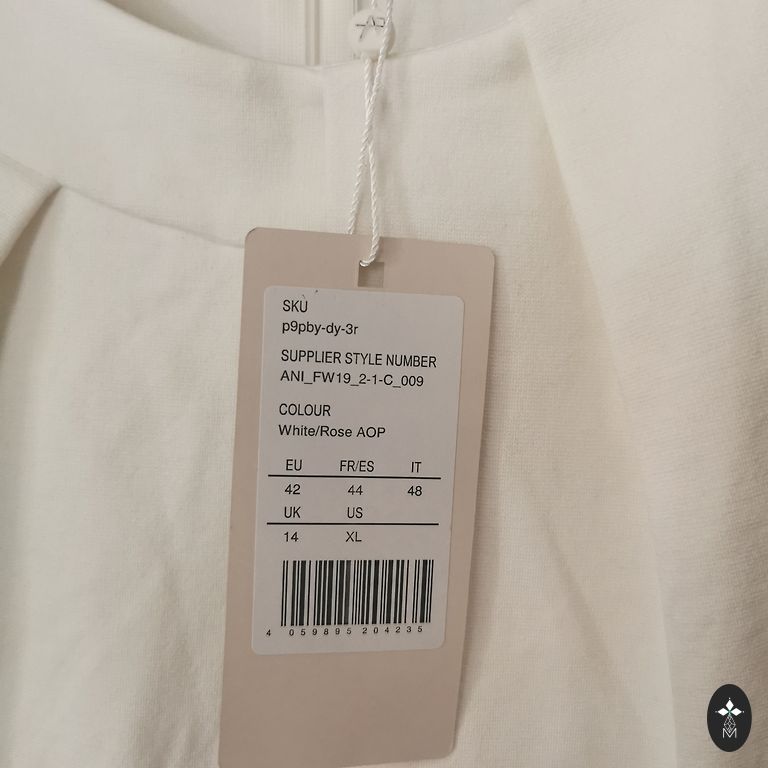 SKU
p9pby-dy-3r
SUPPLIER STYLE NUMBER
ANI_FW19_2-1-C_009
COLOUR
White/Rose AOP
EU FR/ES IT
42 44 48
UK US
14 XL
4 059895 204235
M